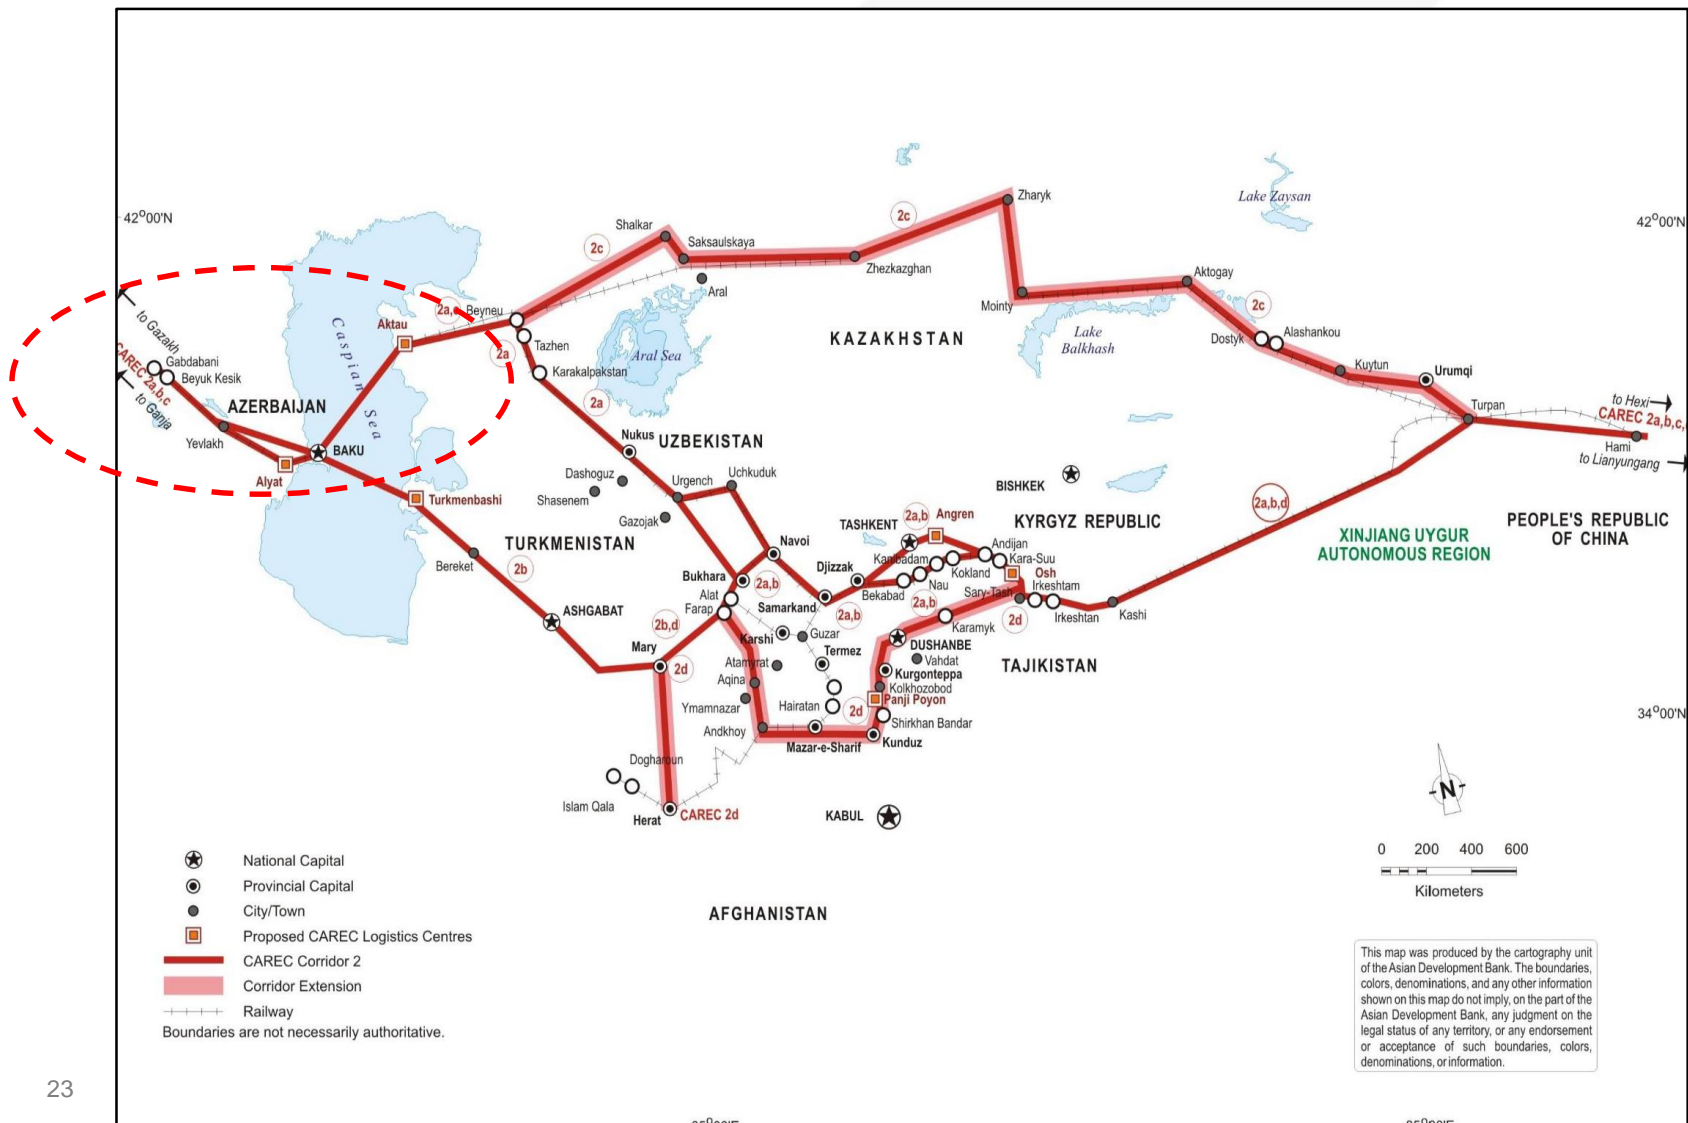 42°00'N
42°00'N
Lake Zaysan
Zharyk
2c
Shalkar
2c
Saksaulskaya
Zhezkazghan
Aral
Aktogay
Mointy
2c
Alashankou
Dostyk
Lake
Balkhash
KAZAKHSTAN
Kuytun
Urumqi
Turpan
to Hexi
CAREC 2a,b,c,
Hami
to Lianyungang
to Gazakh
CAREC 2a,b,c
to Ganja
Gabdabani
Beyuk Kesik
AZERBAIJAN
Yevlakh
Alyat
BAKU
Caspian Sea
Aktau
Beyneu
2a
Tazhen
Karakalpakstan
2a
Aral Sea
Nukus
UZBEKISTAN
Dashoguz
Shasenem
Urgench
Uchkuduk
Gazojak
Turkmenbashi
TURKMENISTAN
Bereket
2b
ASHGABAT
Navoi
Bukhara
2a,b
Alat
Farap
2b,d
Mary
2d
Samarkand
Djizzak
TASHKENT
2a,b
Angren
BISHKEK
KYRGYZ REPUBLIC
Andijan
Kara-Suu
Kanibadam
Kokland
Osh
Nau
Bekabad
2a,b
2a,b
Sary-Tash
Irkeshtam
Irkeshtan
2d
Kashi
2a,b,d
XINJIANG UYGUR
AUTONOMOUS REGION
PEOPLE'S REPUBLIC
OF CHINA
Karamyk
DUSHANBE
Vahdat
TAJIKISTAN
Karshi
Guzar
Termez
Atamyrat
Aqina
Ymamnazar
Andkhoy
Hairatan
Mazar-e-Sharif
Kurgonteppa
Kolkhozobod
Panji Poyon
2d
Shirkhan Bandar
Kunduz
34°00'N
Dogharoun
Islam Qala
Herat
CAREC 2d
KABUL
AFGHANISTAN
N
0 200 400 600
Kilometers
National Capital
Provincial Capital
City/Town
Proposed CAREC Logistics Centres
CAREC Corridor 2
Corridor Extension
Railway
Boundaries are not necessarily authoritative.
This map was produced by the cartography unit
of the Asian Development Bank. The boundaries,
colors, denominations, and any other information
shown on this map do not imply, on the part of the
Asian Development Bank, any judgment on the
legal status of any territory, or any endorsement
or acceptance of such boundaries, colors,
denominations, or information.
23